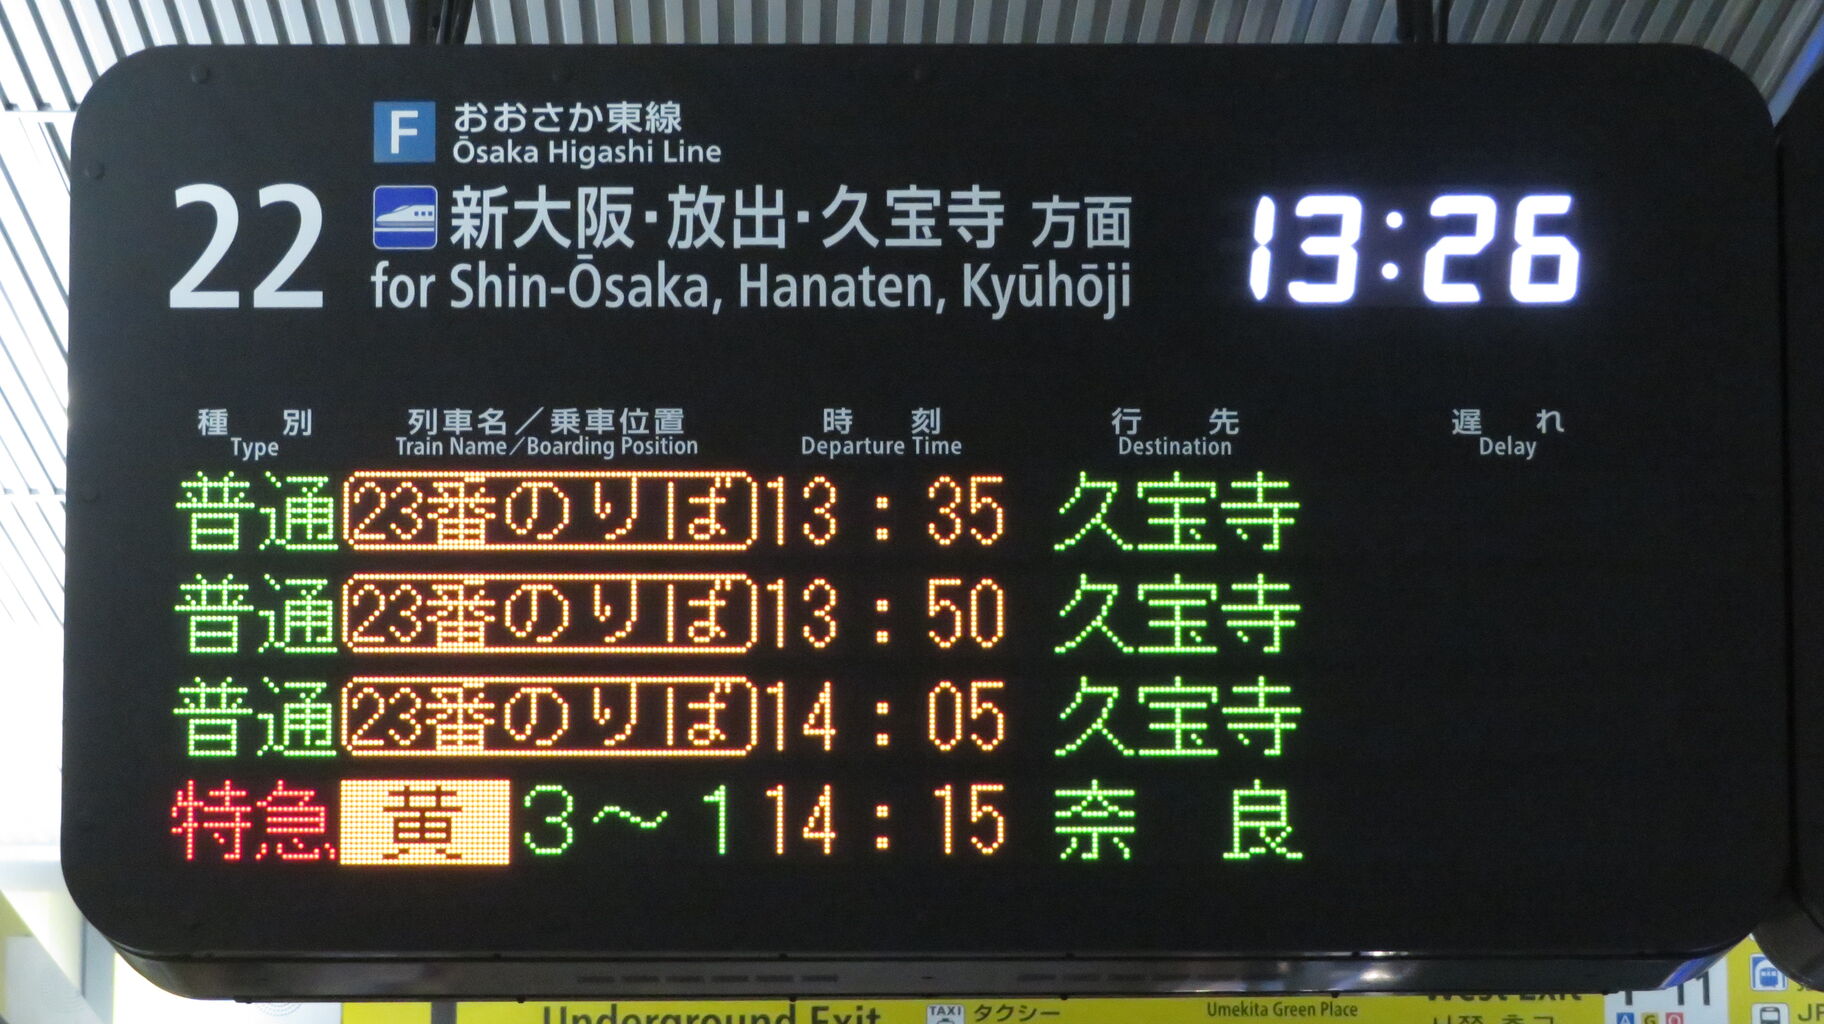 F おおさか東線
Ōsaka Higashi Line
22 新大阪・放出・久宝寺 方面 13:26
for Shin-Ōsaka, Hanaten, Kyūhōji
種別 列車名／乗車位置 時刻 行先 遅れ
Type Train Name／Boarding Position Departure Time Destination Delay
普通 23番のりば 13:35 久宝寺
普通 23番のりば 13:50 久宝寺
普通 23番のりば 14:05 久宝寺
特急 黄 3～1 14:15 奈良
Underground Exit TAXI タクシー Umekita Green Place West Exit 11